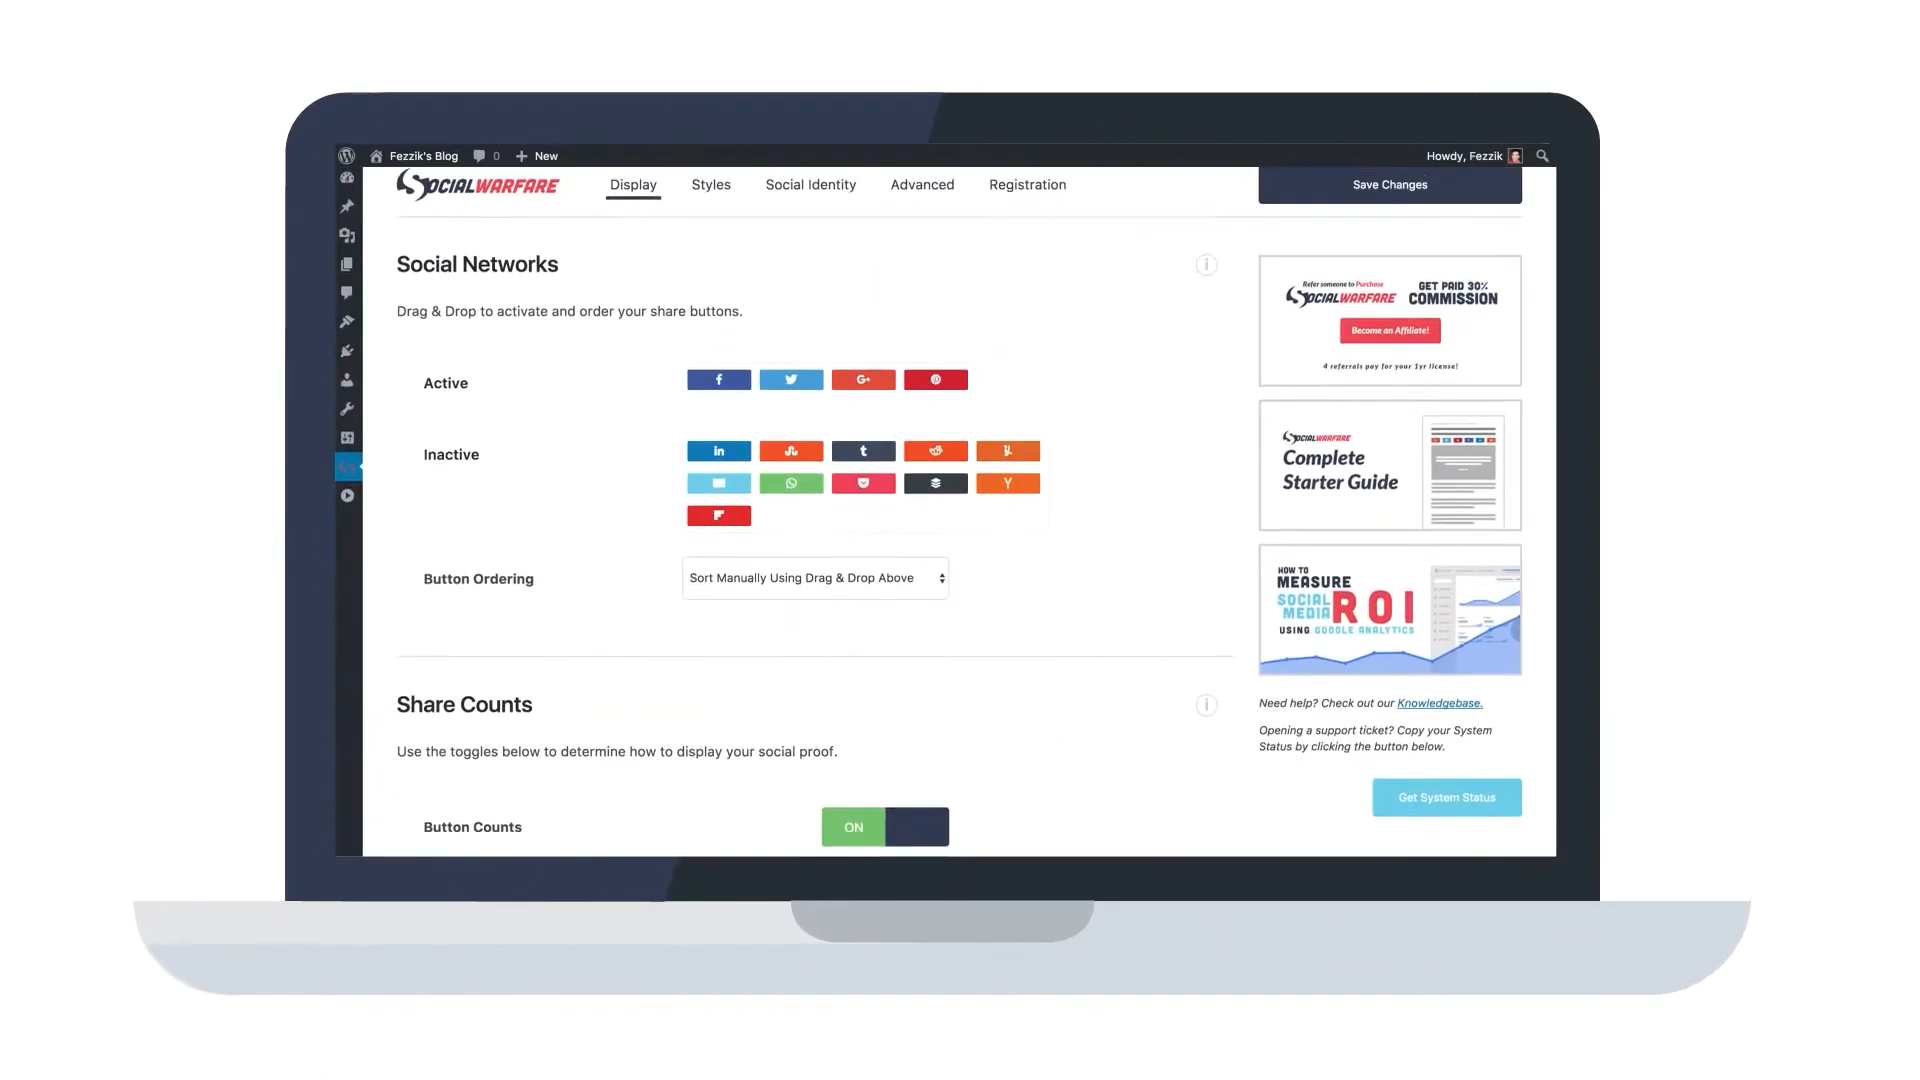 Fezzik's Blog 0 New
Howdy, Fezzik
SOCIALWARFARE
Display Styles Social Identity Advanced Registration
Save Changes
Social Networks
Drag & Drop to activate and order your share buttons.
Active
f G+
Inactive
in t
Y
Button Ordering
Sort Manually Using Drag & Drop Above
Share Counts
Use the toggles below to determine how to display your social proof.
Button Counts
ON
Refer someone to Purchase
SOCIALWARFARE
GET PAID 30%
COMMISSION
Become an Affiliate!
4 referrals pay for your 1yr license!
SOCIALWARFARE
Complete
Starter Guide
HOW TO
MEASURE
SOCIAL
MEDIA
ROI
USING GOOGLE ANALYTICS
Need help? Check out our Knowledgebase.
Opening a support ticket? Copy your System
Status by clicking the button below.
Get System Status